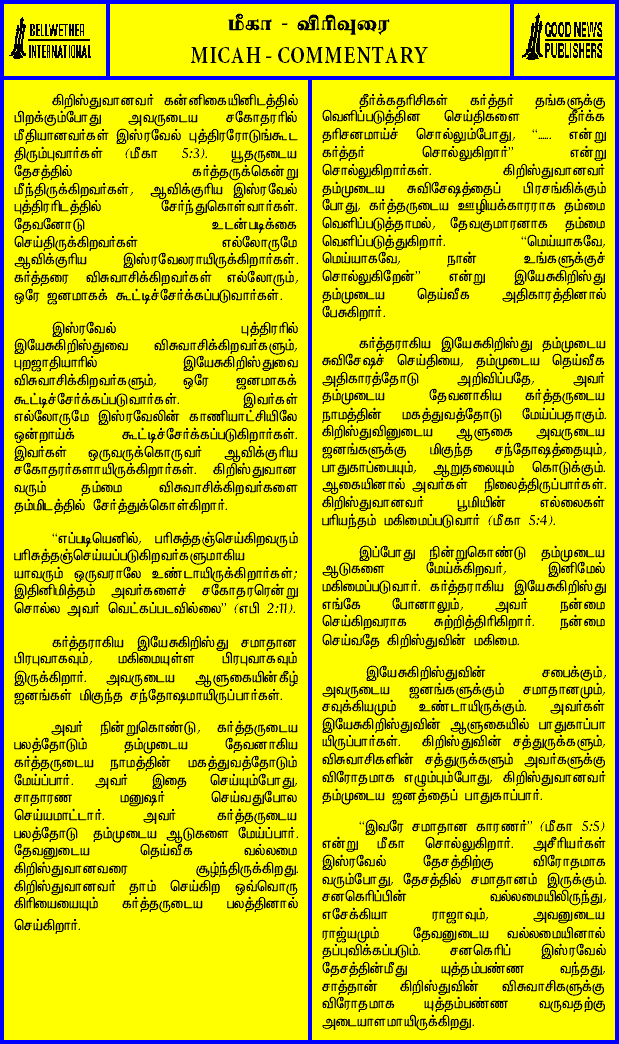 BELLWETHER
INTERNATIONAL
மீகா - விரிவுரை
MICAH - COMMENTARY
GOOD NEWS
PUBLISHERS
கிறிஸ்துவானவர் கன்னிகையினிடத்தில்
பிறக்கும்போது அவருடைய சகோதரரில்
மீதியானவர்கள் இஸ்ரவேல் புத்திரரோடுங்கூட
திரும்புவார்கள் (மீகா 5:3). யூதருடைய
தேசத்தில் கர்த்தருக்கென்று
மீந்திருக்கிறவர்கள், ஆவிக்குரிய இஸ்ரவேல்
புத்திரரிடத்தில் சேர்ந்துகொள்வார்கள்.
தேவனோடு உடன்படிக்கை
செய்திருக்கிறவர்கள் எல்லோருமே
ஆவிக்குரிய இஸ்ரவேலராயிருக்கிறார்கள்.
கர்த்தரை விசுவாசிக்கிறவர்கள் எல்லோரும்,
ஒரே ஜனமாகக் கூட்டிச்சேர்க்கப்படுவார்கள்.
இஸ்ரவேல் புத்திரரில்
இயேசுகிறிஸ்துவை விசுவாசிக்கிறவர்களும்,
புறஜாதியாரில் இயேசுகிறிஸ்துவை
விசுவாசிக்கிறவர்களும், ஒரே ஜனமாகக்
கூட்டிச்சேர்க்கப்படுவார்கள். இவர்கள்
எல்லோருமே இஸ்ரவேலின் காணியாட்சியிலே
ஒன்றாய்க் கூட்டிச்சேர்க்கப்படுகிறார்கள்.
இவர்கள் ஒருவருக்கொருவர் ஆவிக்குரிய
சகோதரர்களாயிருக்கிறார்கள். கிறிஸ்துவான
வரும் தம்மை விசுவாசிக்கிறவர்களை
தம்மிடத்தில் சேர்த்துக்கொள்கிறார்.
“எப்படியெனில், பரிசுத்தஞ்செய்கிறவரும்
பரிசுத்தஞ்செய்யப்படுகிறவர்களுமாகிய
யாவரும் ஒருவராலே உண்டாயிருக்கிறார்கள்;
இதினிமித்தம் அவர்களைச் சகோதரரென்று
சொல்ல அவர் வெட்கப்படவில்லை” (எபி 2:11).
கர்த்தராகிய இயேசுகிறிஸ்து சமாதான
பிரபுவாகவும், மகிமையுள்ள பிரபுவாகவும்
இருக்கிறார். அவருடைய ஆளுகையின்கீழ்
ஜனங்கள் மிகுந்த சந்தோஷமாயிருப்பார்கள்.
அவர் நின்றுகொண்டு, கர்த்தருடைய
பலத்தோடும் தம்முடைய தேவனாகிய
கர்த்தருடைய நாமத்தின் மகத்துவத்தோடும்
மேய்ப்பார். அவர் இதை செய்யும்போது,
சாதாரண மனுஷர் செய்வதுபோல
செய்யமாட்டார். அவர் கர்த்தருடைய
பலத்தோடு தம்முடைய ஆடுகளை மேய்ப்பார்.
தேவனுடைய தெய்வீக வல்லமை
கிறிஸ்துவானவரை சூழ்ந்திருக்கிறது.
கிறிஸ்துவானவர் தாம் செய்கிற ஒவ்வொரு
கிரியையையும் கர்த்தருடைய பலத்தினால்
செய்கிறார்.
தீர்க்கதரிசிகள் கர்த்தர் தங்களுக்கு
வெளிப்படுத்தின செய்திகளை தீர்க்க
தரிசனமாய்ச் சொல்லும்போது, “...... என்று
கர்த்தர் சொல்லுகிறார்” என்று
சொல்லுகிறார்கள். கிறிஸ்துவானவர்
தம்முடைய சுவிசேஷத்தைப் பிரசங்கிக்கும்
போது, கர்த்தருடைய ஊழியக்காரராக தம்மை
வெளிப்படுத்தாமல், தேவகுமாரனாக தம்மை
வெளிப்படுத்துகிறார். “மெய்யாகவே,
மெய்யாகவே, நான் உங்களுக்குச்
சொல்லுகிறேன்” என்று இயேசுகிறிஸ்து
தம்முடைய தெய்வீக அதிகாரத்தினால்
பேசுகிறார்.
கர்த்தராகிய இயேசுகிறிஸ்து தம்முடைய
சுவிசேஷச் செய்தியை, தம்முடைய தெய்வீக
அதிகாரத்தோடு அறிவிப்பதே, அவர்
தம்முடைய தேவனாகிய கர்த்தருடைய
நாமத்தின் மகத்துவத்தோடு மேய்ப்பதாகும்.
கிறிஸ்துவினுடைய ஆளுகை அவருடைய
ஜனங்களுக்கு மிகுந்த சந்தோஷத்தையும்,
பாதுகாப்பையும், ஆறுதலையும் கொடுக்கும்.
ஆகையினால் அவர்கள் நிலைத்திருப்பார்கள்.
கிறிஸ்துவானவர் பூமியின் எல்லைகள்
பரியந்தம் மகிமைப்படுவார் (மீகா 5:4).
இப்போது நின்றுகொண்டு தம்முடைய
ஆடுகளை மேய்க்கிறவர், இனிமேல்
மகிமைப்படுவார். கர்த்தராகிய இயேசுகிறிஸ்து
எங்கே போனாலும், அவர் நன்மை
செய்கிறவராக சுற்றித்திரிகிறார். நன்மை
செய்வதே கிறிஸ்துவின் மகிமை.
இயேசுகிறிஸ்துவின் சபைக்கும்,
அவருடைய ஜனங்களுக்கும் சமாதானமும்,
சவுக்கியமும் உண்டாயிருக்கும். அவர்கள்
இயேசுகிறிஸ்துவின் ஆளுகையில் பாதுகாப்பா
யிருப்பார்கள். கிறிஸ்துவின் சத்துருக்களும்,
விசுவாசிகளின் சத்துருக்களும் அவர்களுக்கு
விரோதமாக எழும்பும்போது, கிறிஸ்துவானவர்
தம்முடைய ஜனத்தைப் பாதுகாப்பார்.
“இவரே சமாதான காரணர்” (மீகா 5:5)
என்று மீகா சொல்லுகிறார். அசீரியர்கள்
இஸ்ரவேல் தேசத்திற்கு விரோதமாக
வரும்போது, தேசத்தில் சமாதானம் இருக்கும்.
சனகெரிப்பின் வல்லமையிலிருந்து,
எசேக்கியா ராஜாவும், அவனுடைய
ராஜ்யமும் தேவனுடைய வல்லமையினால்
தப்புவிக்கப்படும். சனகெரிப் இஸ்ரவேல்
தேசத்தின்மீது யுத்தம்பண்ண வந்தது,
சாத்தான் கிறிஸ்துவின் விசுவாசிகளுக்கு
விரோதமாக யுத்தம்பண்ண வருவதற்கு
அடையாளமாயிருக்கிறது.